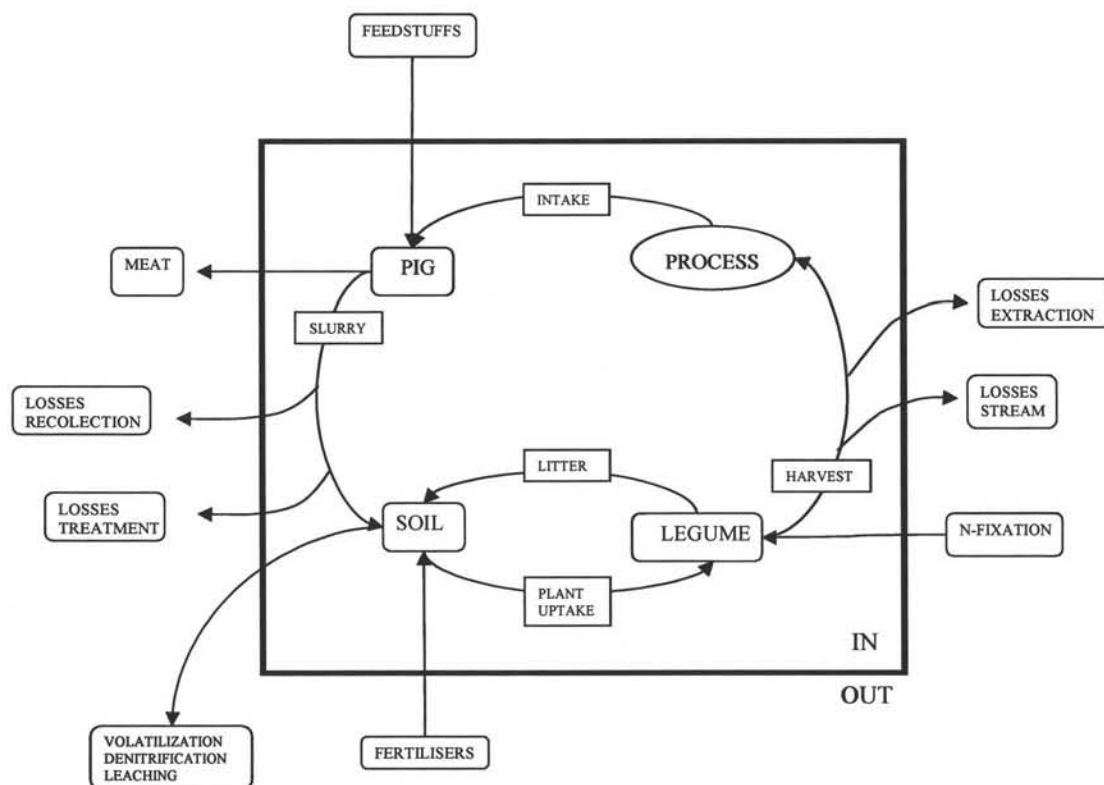 FEEDSTUFFS
INTAKE
MEAT
PIG
PROCESS
LOSSES
EXTRACTION
SLURRY
LOSSES
RECOLECTION
LOSSES
STREAM
LITTER
HARVEST
LOSSES
TREATMENT
SOIL
LEGUME
N-FIXATION
PLANT
UPTAKE
IN
OUT
VOLATILIZATION
DENITRIFICATION
LEACHING
FERTILISERS